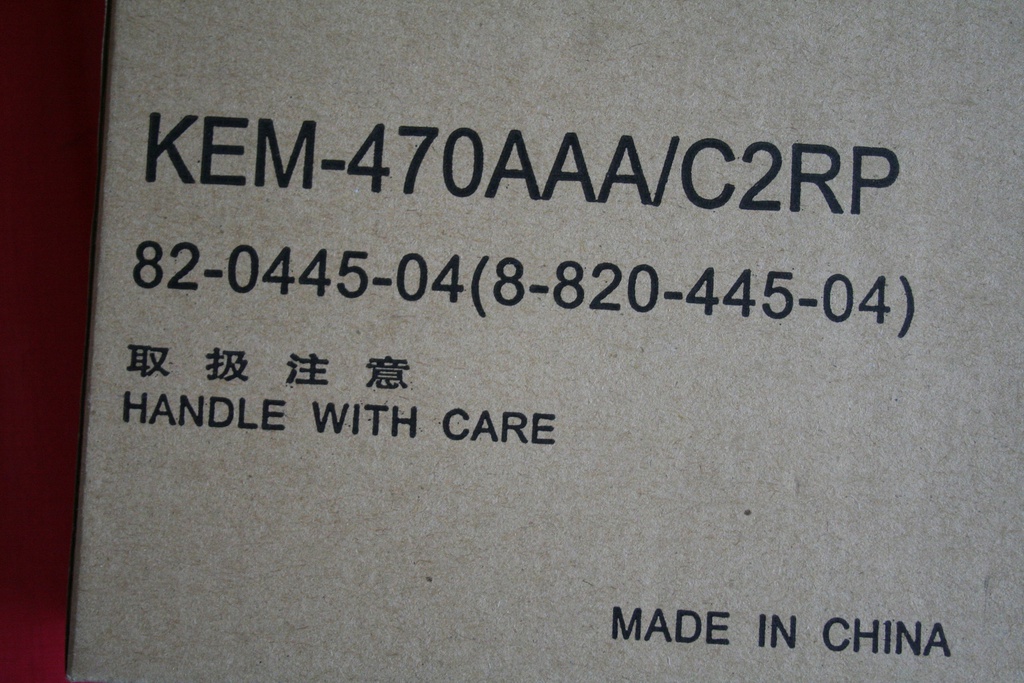 KEM-470AAA/C2RP
82-0445-04(8-820-445-04)
取 扱 注 意
HANDLE WITH CARE
MADE IN CHINA